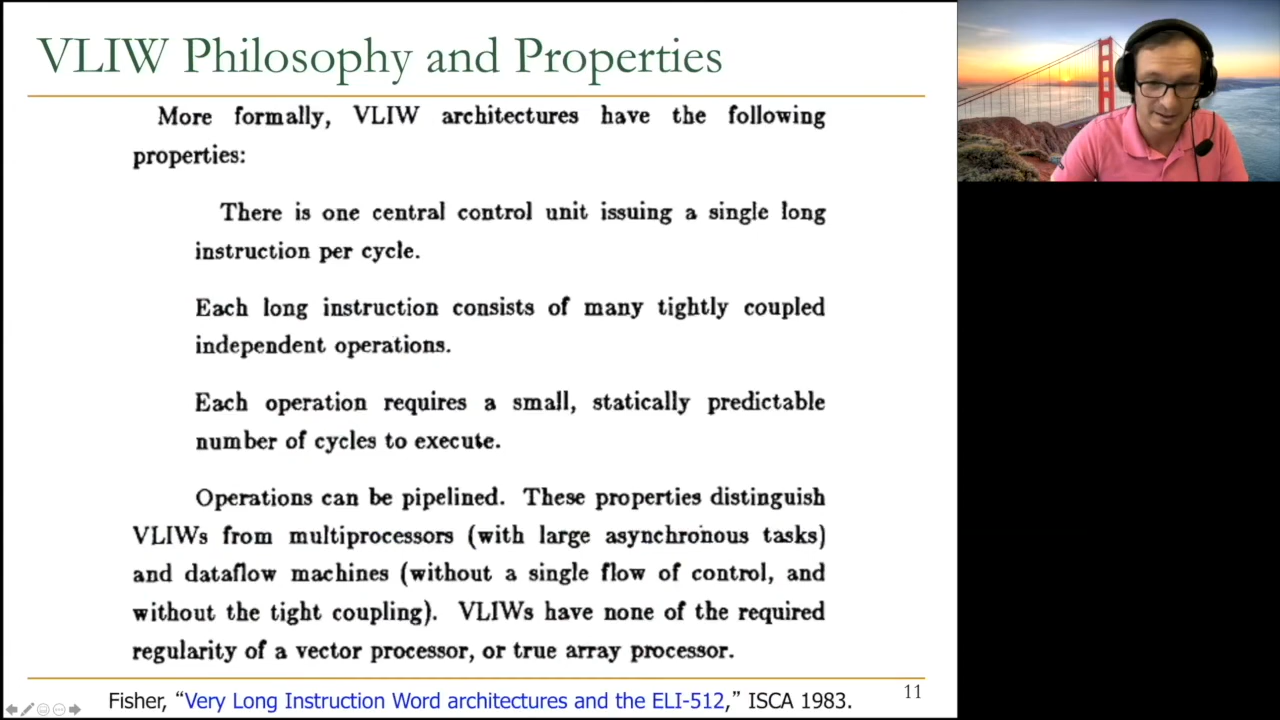 VLIW Philosophy and Properties
More formally, VLIW architectures have the following
properties:
There is one central control unit issuing a single long
instruction per cycle.
Each long instruction consists of many tightly coupled
independent operations.
Each operation requires a small, statically predictable
number of cycles to execute.
Operations can be pipelined. These properties distinguish
VLIWs from multiprocessors (with large asynchronous tasks)
and dataflow machines (without a single flow of control, and
without the tight coupling). VLIWs have none of the required
regularity of a vector processor, or true array processor.
Fisher, “Very Long Instruction Word architectures and the ELI-512,” ISCA 1983.
11